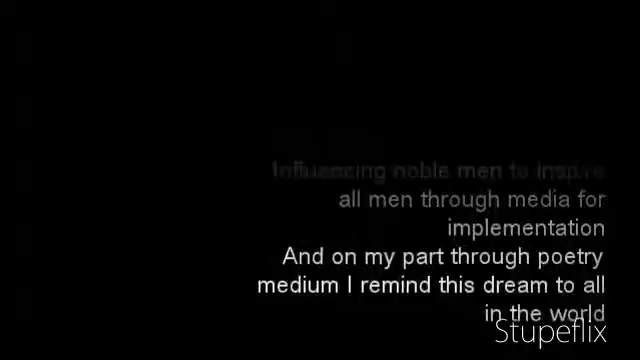 Influencing noble men to inspire
all men through media for
implementation
And on my part through poetry
medium I remind this dream to all
in the world
Stupeflix